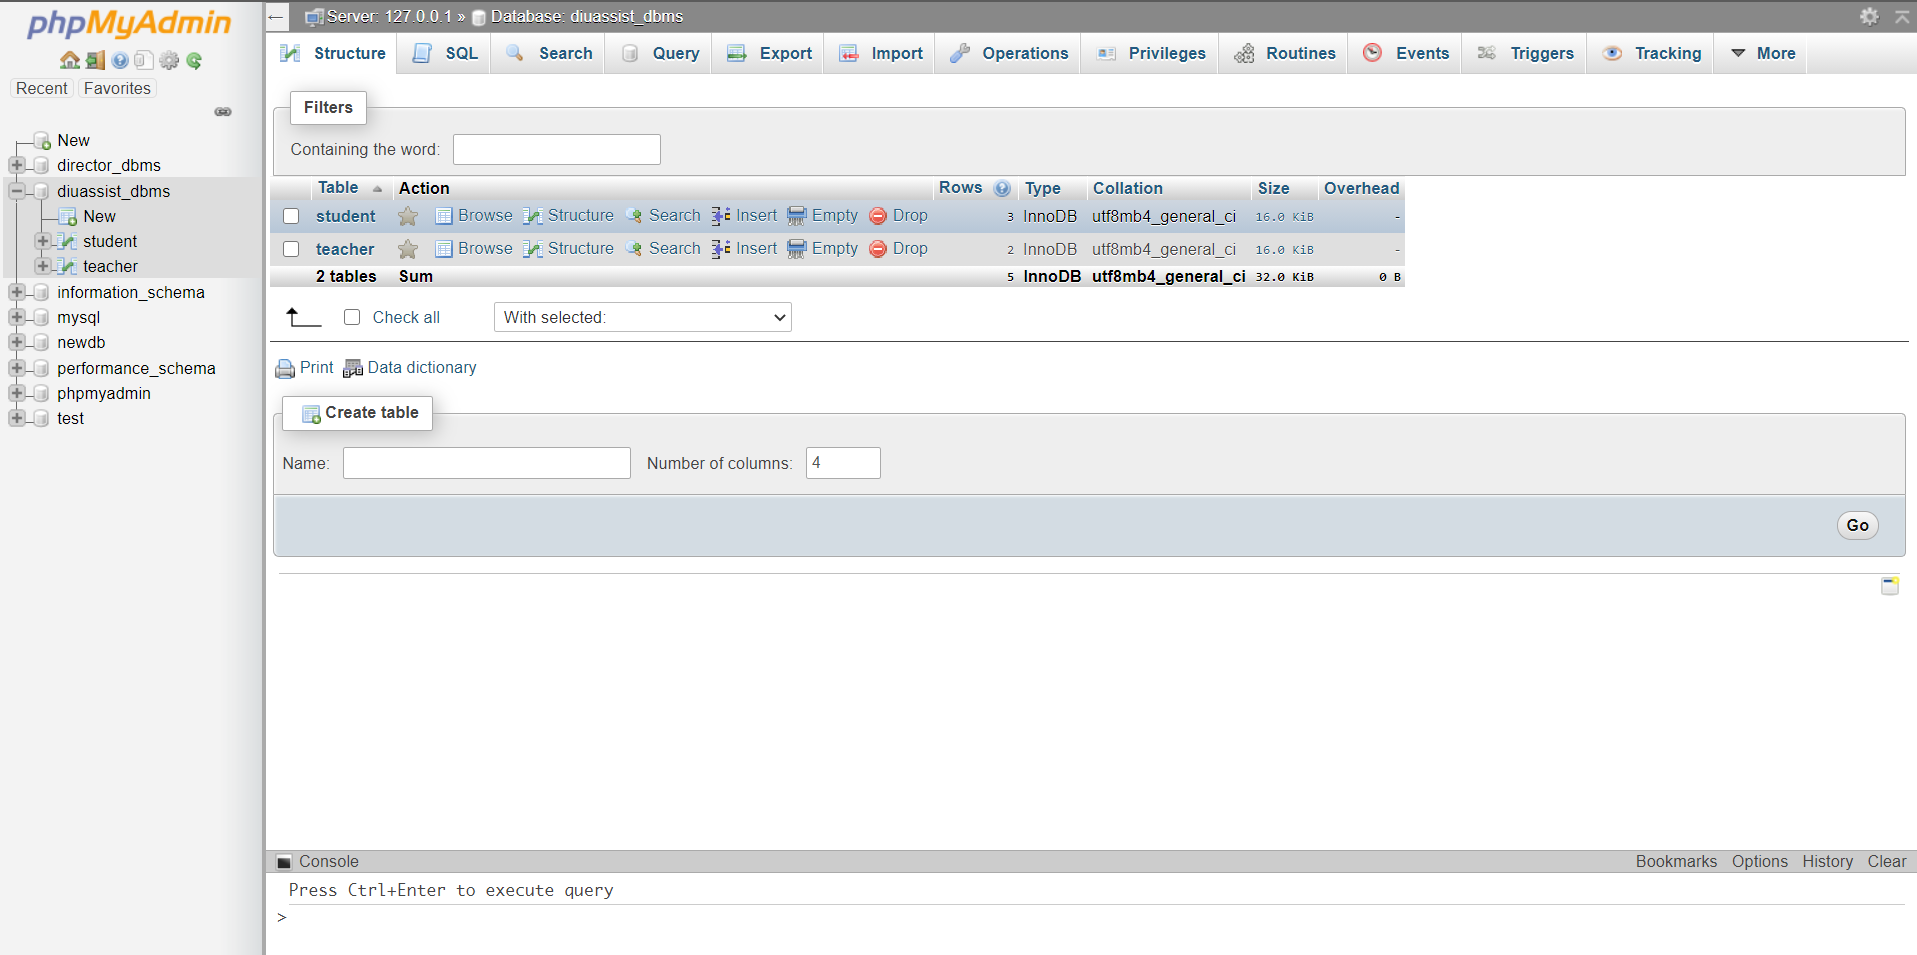 phpMyAdmin
Recent Favorites
New
director_dbms
diuassist_dbms
New
student
teacher
information_schema
mysql
newdb
performance_schema
phpmyadmin
test
Server: 127.0.0.1 » Database: diuassist_dbms
Structure SQL Search Query Export Import Operations Privileges Routines Events Triggers Tracking More
Filters
Containing the word:
Table Action Rows Type Collation Size Overhead
student Browse Structure Search Insert Empty Drop 3 InnoDB utf8mb4_general_ci 16.0 KiB -
teacher Browse Structure Search Insert Empty Drop 2 InnoDB utf8mb4_general_ci 16.0 KiB -
2 tables Sum 5 InnoDB utf8mb4_general_ci 32.0 KiB 0 B
Check all With selected:
Print Data dictionary
Create table
Name: Number of columns: 4
Go
Console Bookmarks Options History Clear
Press Ctrl+Enter to execute query
>